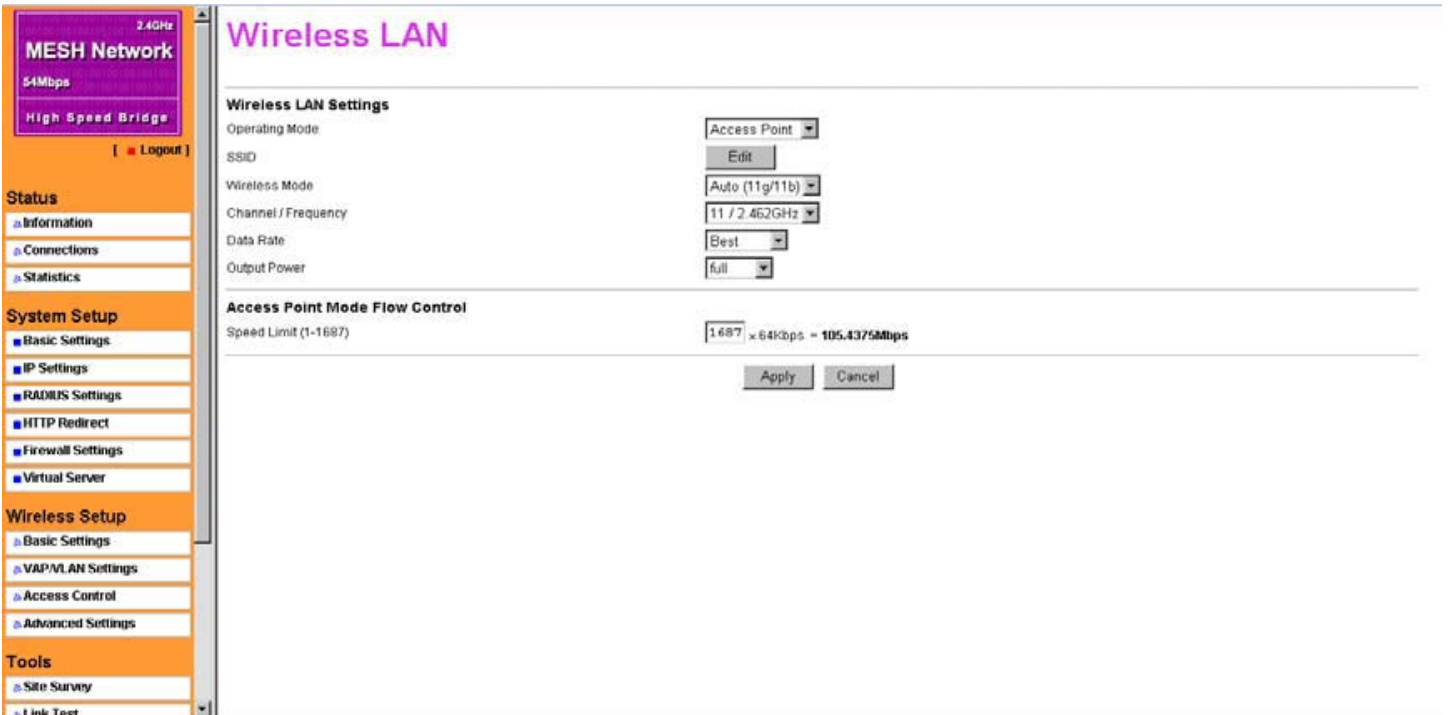 2.4GHz
MESH Network
54Mbps
High Speed Bridge
[ Logout ]
Status
Information
Connections
Statistics
System Setup
Basic Settings
IP Settings
RADIUS Settings
HTTP Redirect
Firewall Settings
Virtual Server
Wireless Setup
Basic Settings
VAP/VLAN Settings
Access Control
Advanced Settings
Tools
Site Survey
Link Test
Wireless LAN
Wireless LAN Settings
Operating Mode Access Point
SSID Edit
Wireless Mode Auto (11g/11b)
Channel / Frequency 11 / 2.462GHz
Data Rate Best
Output Power full
Access Point Mode Flow Control
Speed Limit (1-1687) 1687 x 64Kbps = 105.4375Mbps
Apply Cancel